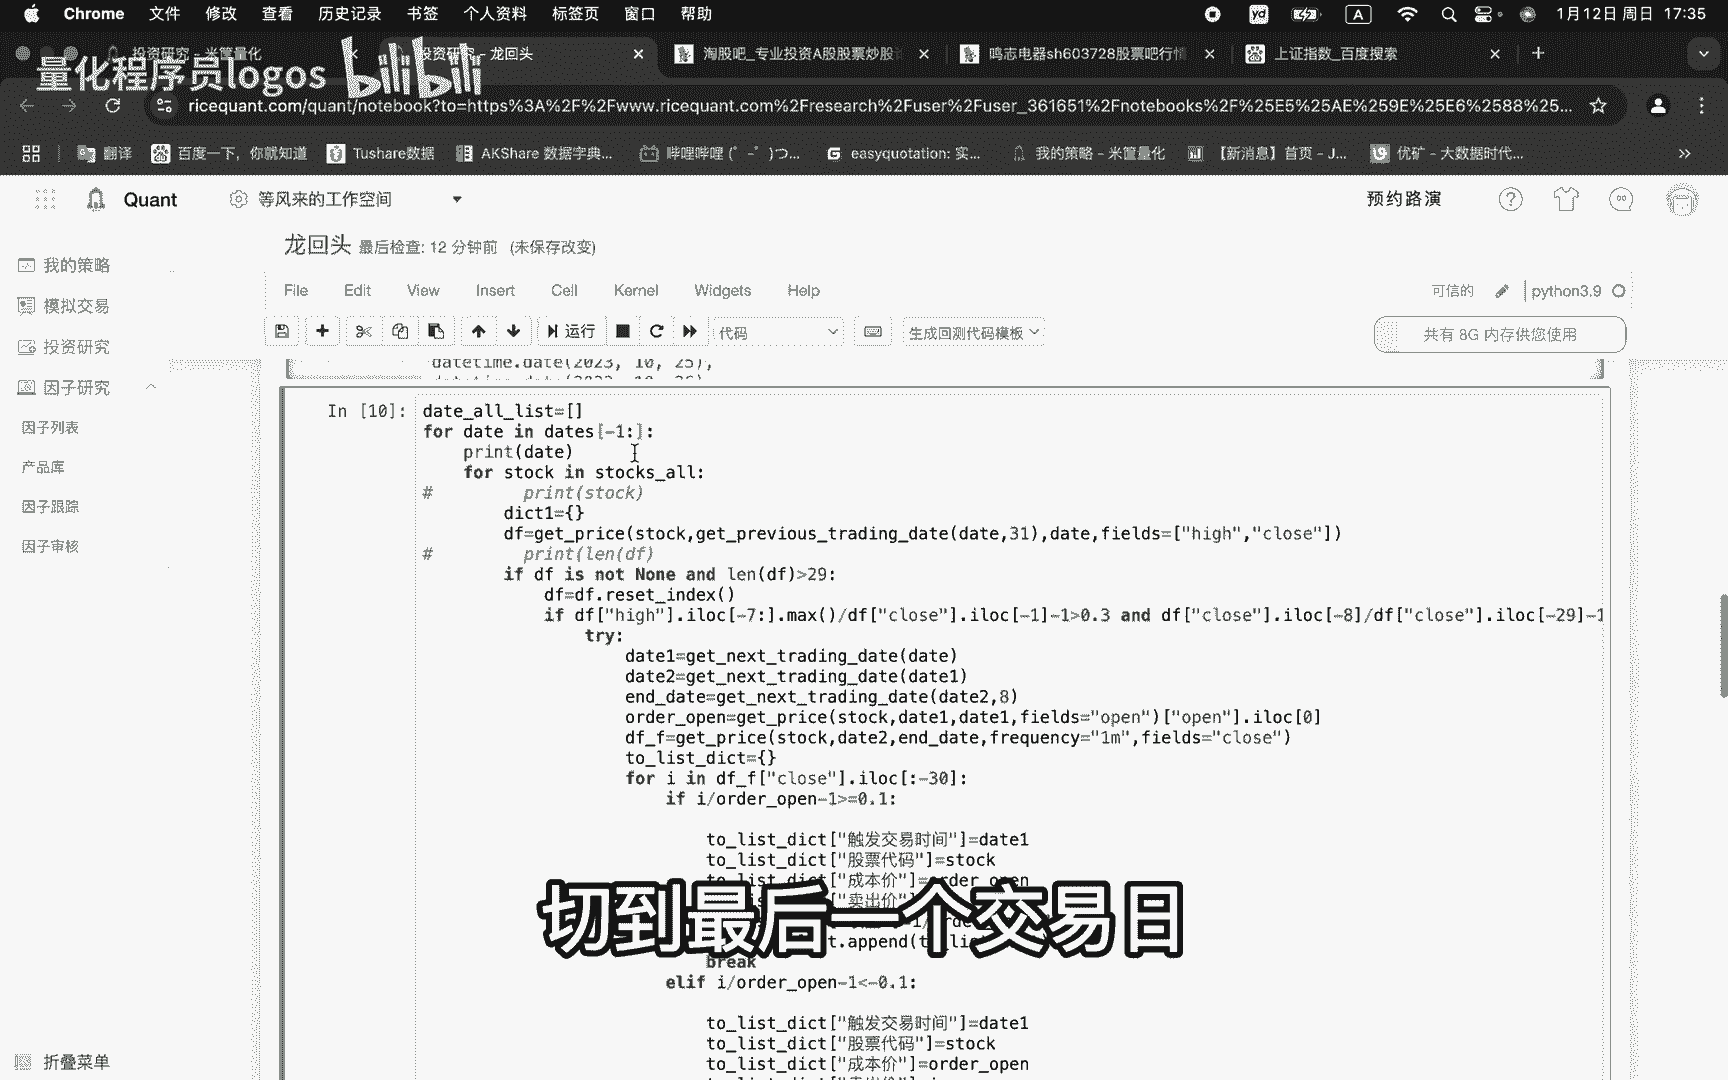 Chrome 文件 修改 查看 历史记录 书签 个人资料 标签页 窗口 帮助 yd A 1月12日 周日 17:35
投资研究 - 米筐量化 投资研究 - 龙回头 淘股吧_专业投资A股股票炒股 鸣志电器sh603728股票吧行情 上证指数_百度搜索
量化程序员logos bilibili
ricequant.com/quant/notebook?to=https%3A%2F%2Fwww.ricequant.com%2Fresearch%2Fuser%2Fuser_361651%2Fnotebooks%2F%25E5%25AE%259E%25E6%2588%25...
翻译 百度一下，你就知道 Tushare数据 AKShare 数据字典... 哔哩哔哩 (゜-゜)つ... easyquotation: 实... 我的策略 - 米筐量化 【新消息】首页 - J... 优矿 - 大数据时代...
Quant 等风来的工作空间 预约路演
龙回头 最后检查: 12 分钟前 (未保存改变)
我的策略
模拟交易
投资研究
因子研究
因子列表
产品库
因子跟踪
因子审核
折叠菜单
File Edit View Insert Cell Kernel Widgets Help 可信的 python3.9
运行 代码 生成回测代码模板 共有 8G 内存供您使用
datetime.date(2023, 10, 25),
In [10]: date_all_list=[]
for date in dates[-1:]:
print(date)
for stock in stocks_all:
# print(stock)
dict1={}
df=get_price(stock,get_previous_trading_date(date,31),date,fields=["high","close"])
# print(len(df)
if df is not None and len(df)>29:
df=df.reset_index()
if df["high"].iloc[-7:].max()/df["close"].iloc[-1]-1>0.3 and df["close"].iloc[-8]/df["close"].iloc[-29]-1
try:
date1=get_next_trading_date(date)
date2=get_next_trading_date(date1)
end_date=get_next_trading_date(date2,8)
order_open=get_price(stock,date1,date1,fields="open")["open"].iloc[0]
df_f=get_price(stock,date2,end_date,frequency="1m",fields="close")
to_list_dict={}
for i in df_f["close"].iloc[:-30]:
if i/order_open-1>=0.1:
to_list_dict["触发交易时间"]=date1
to_list_dict["股票代码"]=stock
to_list_dict["成本价"]=order_open
切到最后一个交易日
break
elif i/order_open-1<-0.1:
to_list_dict["触发交易时间"]=date1
to_list_dict["股票代码"]=stock
to_list_dict["成本价"]=order_open